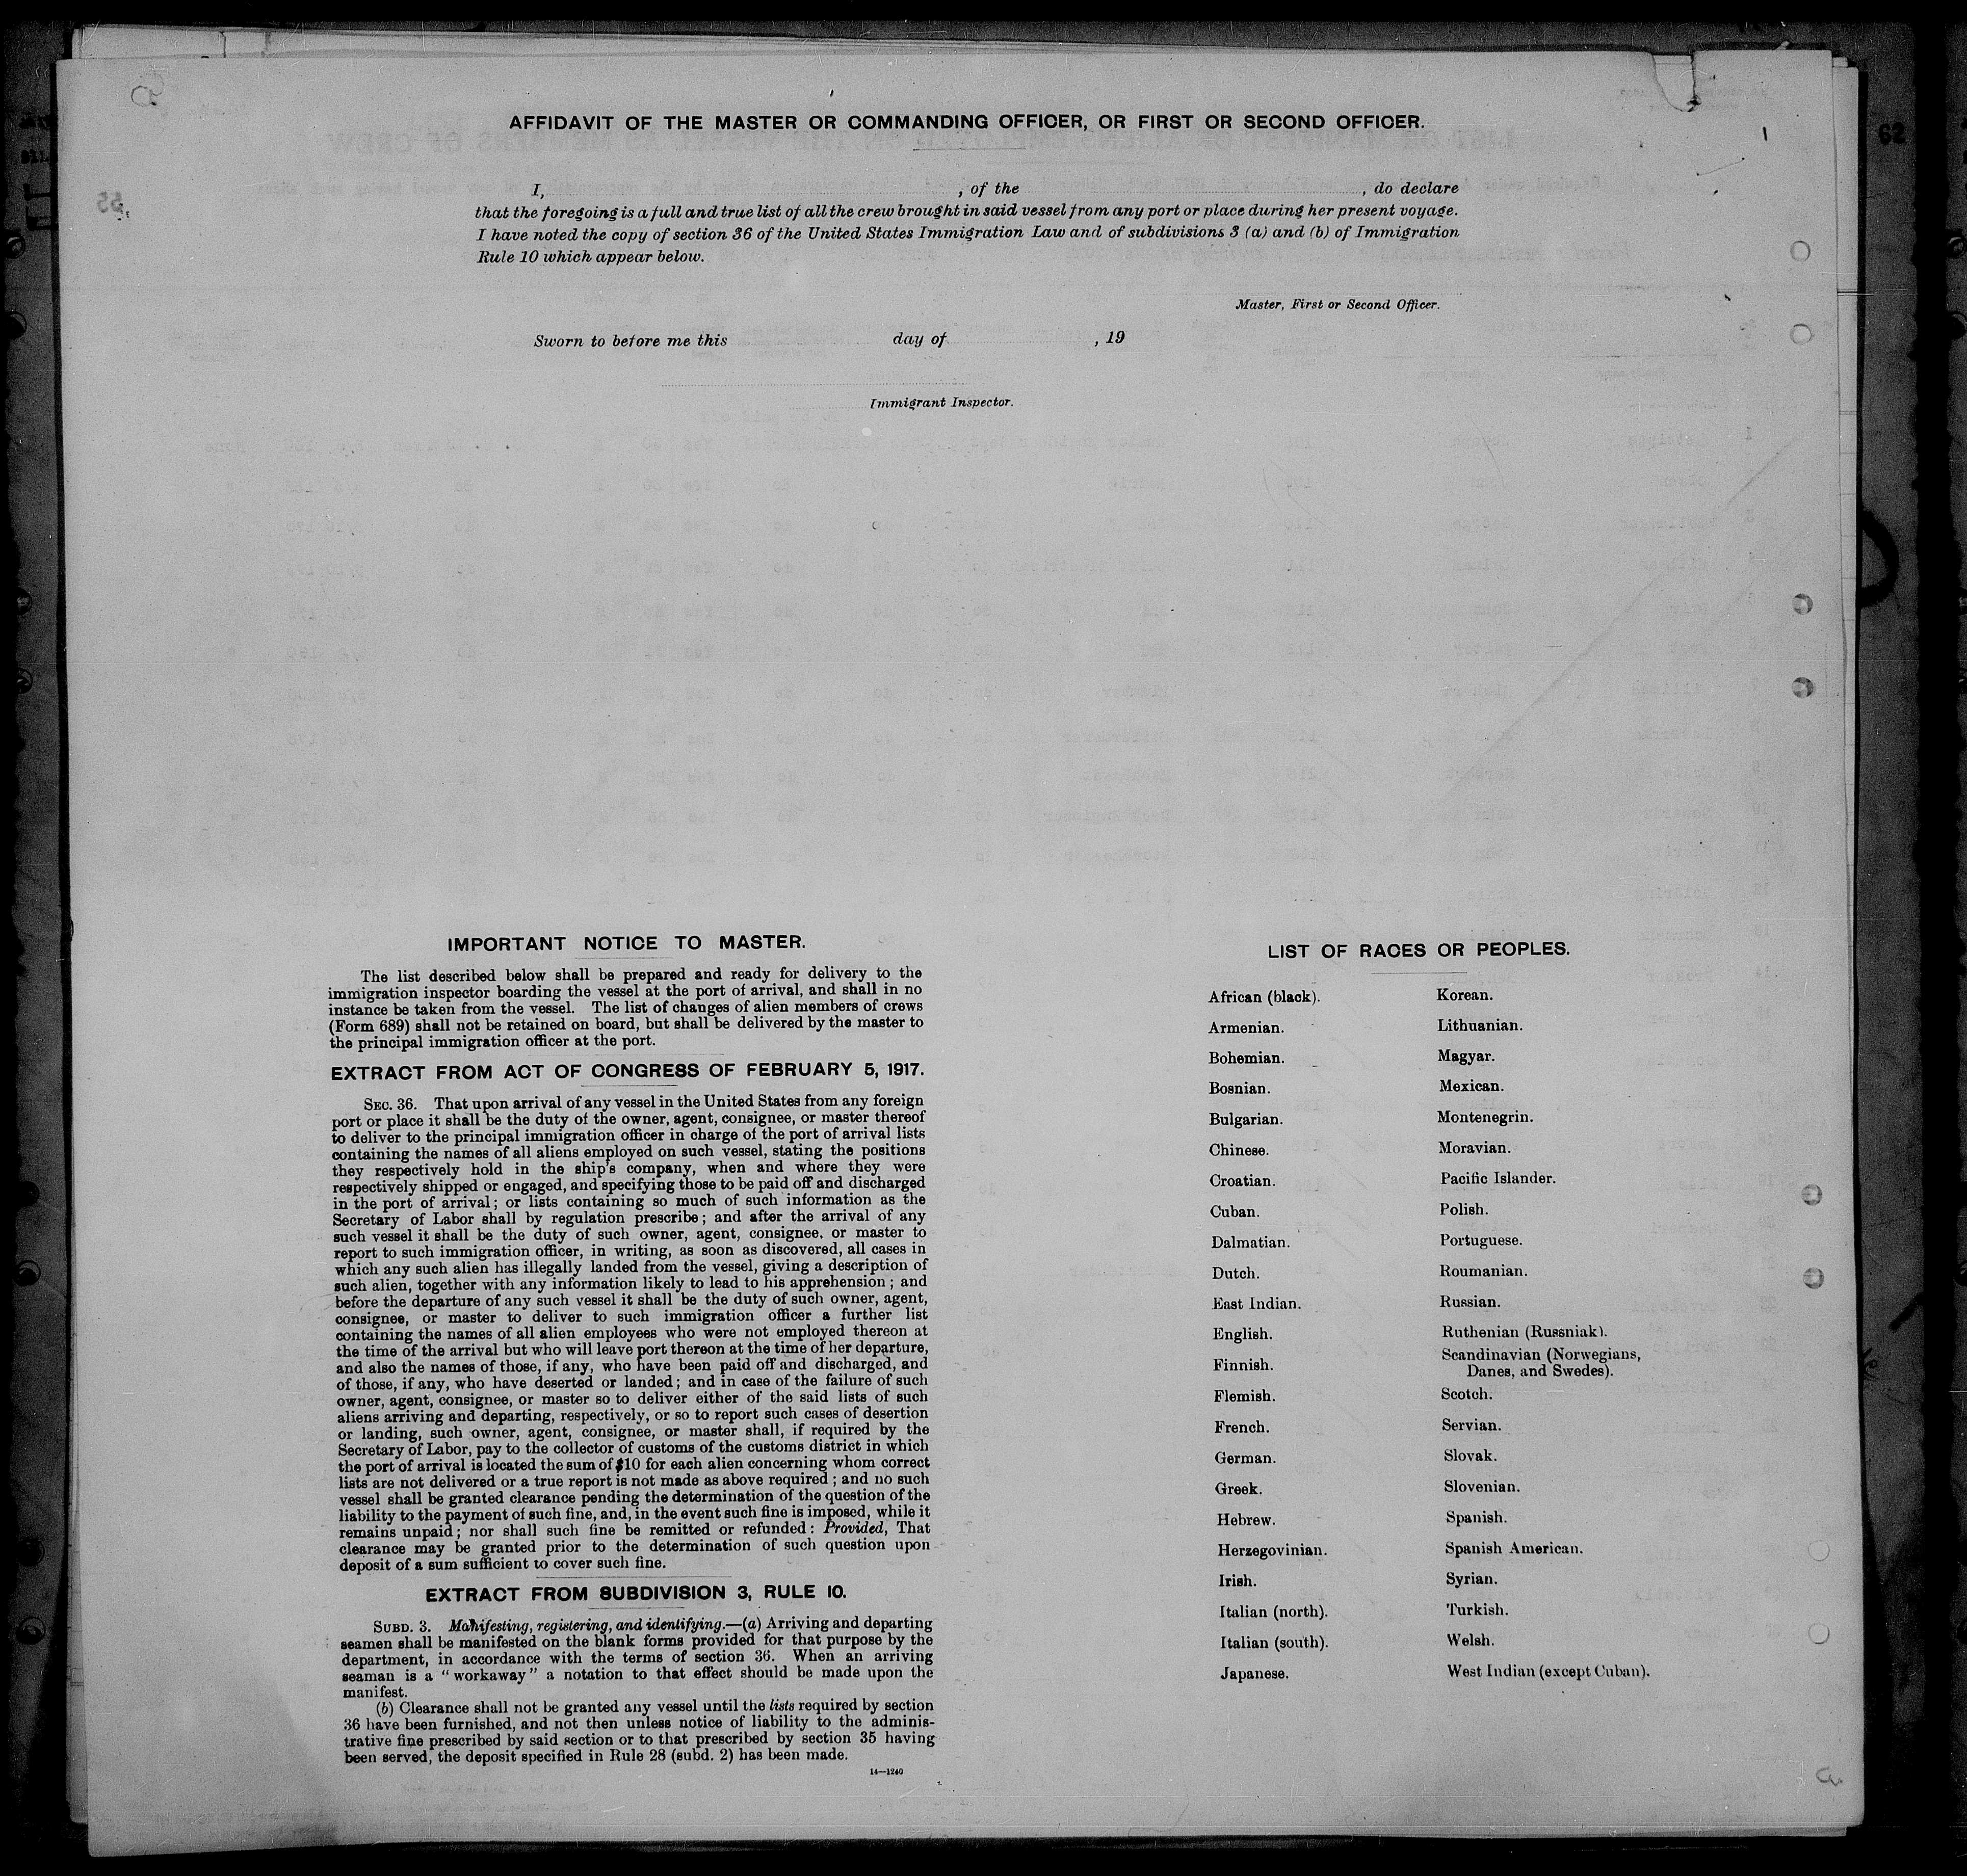 AFFIDAVIT OF THE MASTER OR COMMANDING OFFICER, OR FIRST OR SECOND OFFICER.
I, , of the , do declare
that the foregoing is a full and true list of all the crew brought in said vessel from any port or place during her present voyage.
I have noted the copy of section 36 of the United States Immigration Law and of subdivisions 3 (a) and (b) of Immigration
Rule 10 which appear below.
Master, First or Second Officer.
Sworn to before me this day of , 19
Immigrant Inspector.
62
IMPORTANT NOTICE TO MASTER.
The list described below shall be prepared and ready for delivery to the
immigration inspector boarding the vessel at the port of arrival, and shall in no
instance be taken from the vessel. The list of changes of alien members of crews
(Form 689) shall not be retained on board, but shall be delivered by the master to
the principal immigration officer at the port.
EXTRACT FROM ACT OF CONGRESS OF FEBRUARY 5, 1917.
SEC. 36. That upon arrival of any vessel in the United States from any foreign
port or place it shall be the duty of the owner, agent, consignee, or master thereof
to deliver to the principal immigration officer in charge of the port of arrival lists
containing the names of all aliens employed on such vessel, stating the positions
they respectively hold in the ship's company, when and where they were
respectively shipped or engaged, and specifying those to be paid off and discharged
in the port of arrival; or lists containing so much of such information as the
Secretary of Labor shall by regulation prescribe; and after the arrival of any
such vessel it shall be the duty of such owner, agent, consignee, or master to
report to such immigration officer, in writing, as soon as discovered, all cases in
which any such alien has illegally landed from the vessel, giving a description of
such alien, together with any information likely to lead to his apprehension; and
before the departure of any such vessel it shall be the duty of such owner, agent,
consignee, or master to deliver to such immigration officer a further list
containing the names of all alien employees who were not employed thereon at
the time of the arrival but who will leave port thereon at the time of her departure,
and also the names of those, if any, who have been paid off and discharged, and
of those, if any, who have deserted or landed; and in case of the failure of such
owner, agent, consignee, or master so to deliver either of the said lists of such
aliens arriving and departing, respectively, or so to report such cases of desertion
or landing, such owner, agent, consignee, or master shall, if required by the
Secretary of Labor, pay to the collector of customs of the customs district in which
the port of arrival is located the sum of $10 for each alien concerning whom correct
lists are not delivered or a true report is not made as above required; and no such
vessel shall be granted clearance pending the determination of the question of the
liability to the payment of such fine, and, in the event such fine is imposed, while it
remains unpaid; nor shall such fine be remitted or refunded: Provided, That
clearance may be granted prior to the determination of such question upon
deposit of a sum sufficient to cover such fine.
EXTRACT FROM SUBDIVISION 3, RULE 10.
SUBD. 3. Manifesting, registering, and identifying.—(a) Arriving and departing
seamen shall be manifested on the blank forms provided for that purpose by the
department, in accordance with the terms of section 36. When an arriving
seaman is a "workaway" a notation to that effect should be made upon the
manifest.
(b) Clearance shall not be granted any vessel until the lists required by section
36 have been furnished, and not then unless notice of liability to the adminis-
trative fine prescribed by said section or to that prescribed by section 35 having
been served, the deposit specified in Rule 28 (subd. 2) has been made.
14—1240
LIST OF RACES OR PEOPLES.
African (black).
Armenian.
Bohemian.
Bosnian.
Bulgarian.
Chinese.
Croatian.
Cuban.
Dalmatian.
Dutch.
East Indian.
English.
Finnish.
Flemish.
French.
German.
Greek.
Hebrew.
Herzegovinian.
Irish.
Italian (north).
Italian (south).
Japanese.
Korean.
Lithuanian.
Magyar.
Mexican.
Montenegrin.
Moravian.
Pacific Islander.
Polish.
Portuguese.
Roumanian.
Russian.
Ruthenian (Russniak).
Scandinavian (Norwegians,
Danes, and Swedes).
Scotch.
Servian.
Slovak.
Slovenian.
Spanish.
Spanish American.
Syrian.
Turkish.
Welsh.
West Indian (except Cuban).